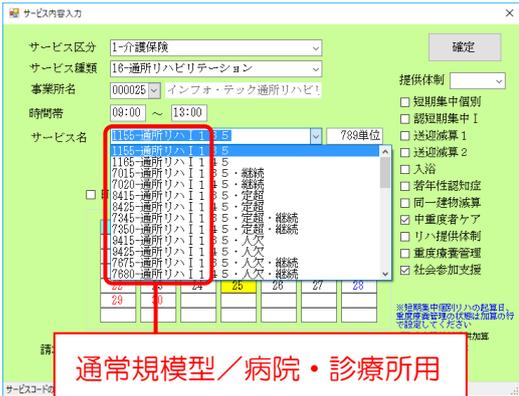 サービス内容入力
サービス区分 1-介護保険 確定
サービス種類 16-通所リハビリテーション
提供体制
事業所名 000025 インフォ・テック通所リハビリ
時間帯 09:00 ～ 13:00
サービス名 1155-通所リハⅠ135 789単位
1155-通所リハⅠ135
1165-通所リハⅠ145
7015-通所リハⅠ135・継続
7020-通所リハⅠ145・継続
8415-通所リハⅠ135・定超
8425-通所リハⅠ145・定超
7345-通所リハⅠ135・定超・継続
7350-通所リハⅠ145・定超・継続
9415-通所リハⅠ135・人欠
9425-通所リハⅠ145・人欠
7675-通所リハⅠ135・人欠・継続
7680-通所リハⅠ145・人欠・継続
短期集中個別
認短期集中Ⅰ
送迎減算1
送迎減算2
入浴
若年性認知症
同一建物減算
中重度者ケア
リハ提供体制
重度療養管理
社会参加支援
22 23 24 25 26 27 28
29 30
※短期集中個別リハの起算日、
重度療養管理の状態は加算の行
で設定してください
供加算
請
通常規模型／病院・診療所用
サービスコードの